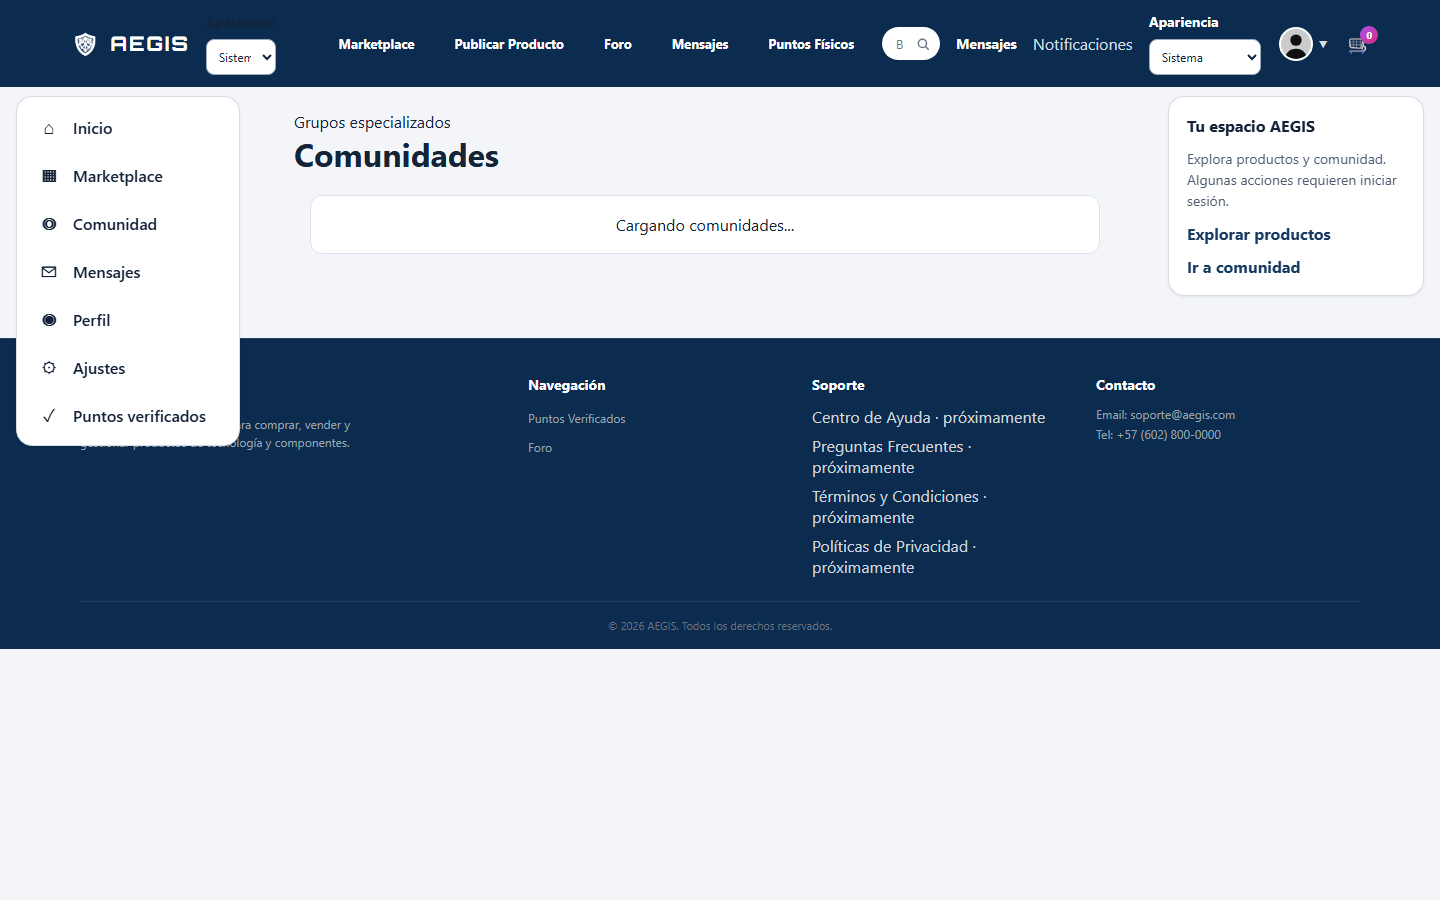 AEGIS
Apariencia
Sistem
Marketplace
Publicar Producto
Foro
Mensajes
Puntos Físicos
B
Mensajes
Notificaciones
Apariencia
Sistema
0
Inicio
Marketplace
Comunidad
Mensajes
Perfil
Ajustes
Puntos verificados
Grupos especializados
Comunidades
Cargando comunidades...
Tu espacio AEGIS
Explora productos y comunidad.
Algunas acciones requieren iniciar
sesión.
Explorar productos
Ir a comunidad
comprar, vender y
componentes.
Navegación
Puntos Verificados
Foro
Soporte
Centro de Ayuda · próximamente
Preguntas Frecuentes ·
próximamente
Términos y Condiciones ·
próximamente
Políticas de Privacidad ·
próximamente
Contacto
Email: soporte@aegis.com
Tel: +57 (602) 800-0000
© 2026 AEGIS. Todos los derechos reservados.